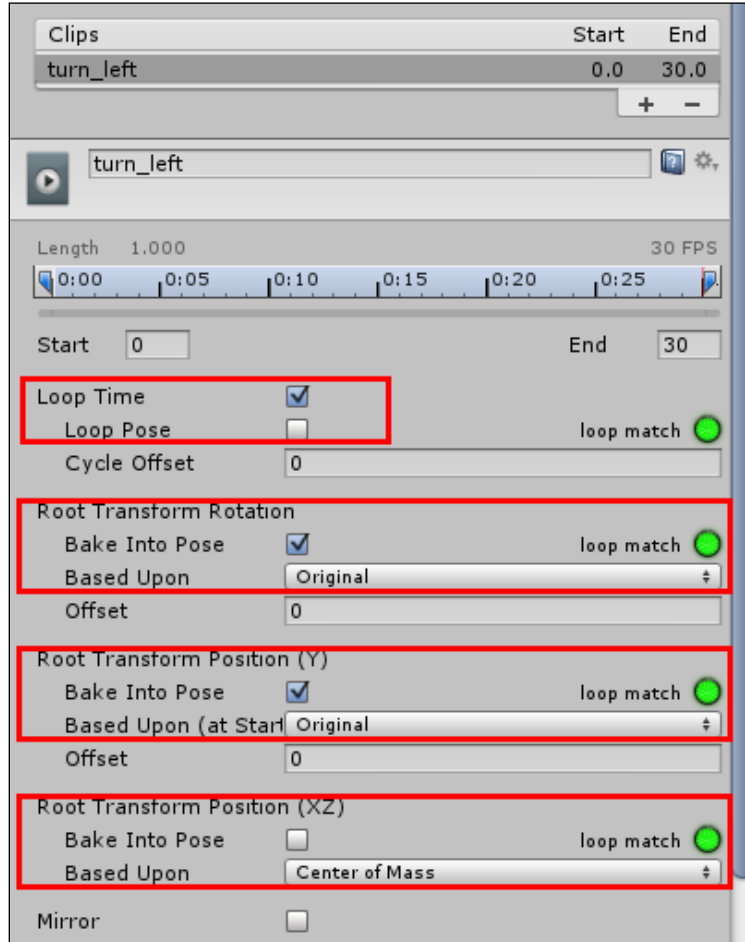 Clips Start End
turn_left 0.0 30.0
+ −
turn_left
Length 1.000 30 FPS
0:00 0:05 0:10 0:15 0:20 0:25
Start 0 End 30
Loop Time
Loop Pose loop match
Cycle Offset 0
Root Transform Rotation
Bake Into Pose loop match
Based Upon Original
Offset 0
Root Transform Position (Y)
Bake Into Pose loop match
Based Upon (at Start Original
Offset 0
Root Transform Position (XZ)
Bake Into Pose loop match
Based Upon Center of Mass
Mirror